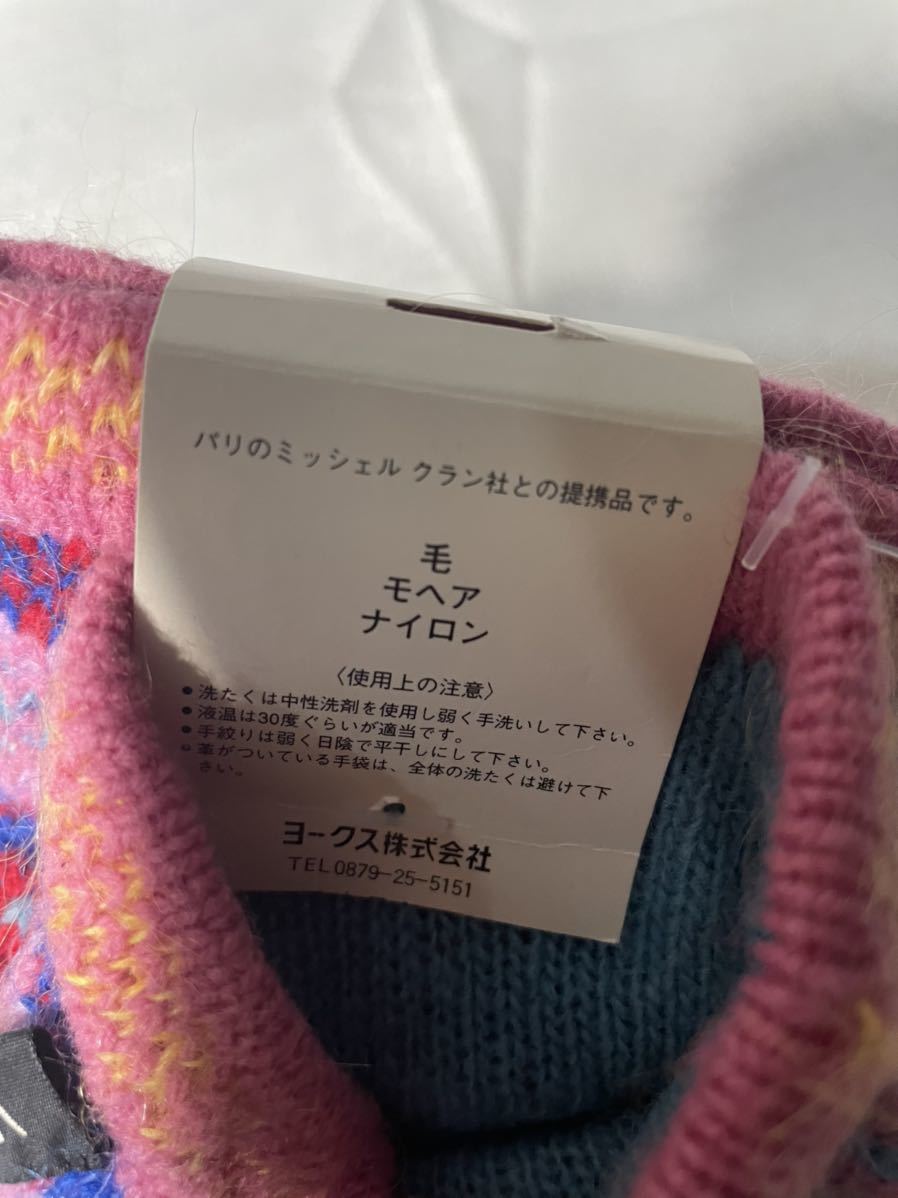 パリのミッシェル クラン社との提携品です。
毛
モヘア
ナイロン
〈使用上の注意〉
●洗たくは中性洗剤を使用し弱く手洗いして下さい。
●液温は30度ぐらいが適当です。
●手絞りは弱く日陰で平干しにして下さい。
●革がついている手袋は、全体の洗たくは避けて下
さい。
ヨークス株式会社
TEL0879-25-5151